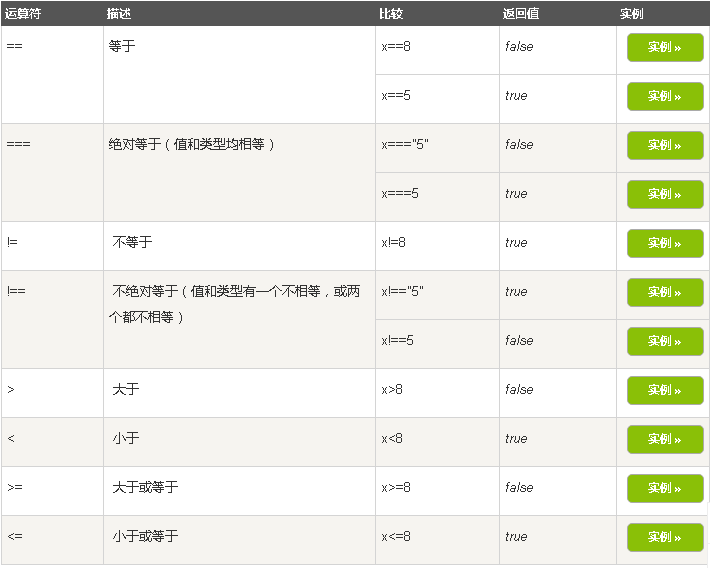 运算符 描述 比较 返回值 实例
== 等于 x==8 false 实例 »
x==5 true 实例 »
=== 绝对等于（值和类型均相等） x==="5" false 实例 »
x===5 true 实例 »
!= 不等于 x!=8 true 实例 »
!== 不绝对等于（值和类型有一个不相等，或两 x!=="5" true 实例 »
个都不相等）
x!==5 false 实例 »
> 大于 x>8 false 实例 »
< 小于 x<8 true 实例 »
>= 大于或等于 x>=8 false 实例 »
<= 小于或等于 x<=8 true 实例 »